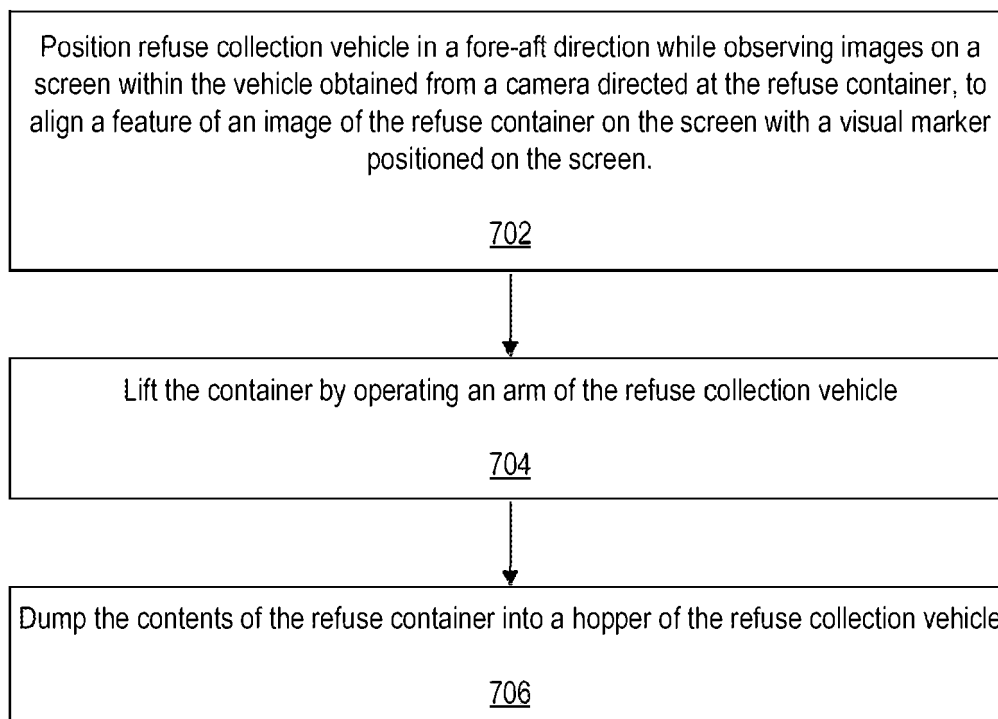 Position refuse collection vehicle in a fore-aft direction while observing images on a
screen within the vehicle obtained from a camera directed at the refuse container, to
align a feature of an image of the refuse container on the screen with a visual marker
positioned on the screen.
702
Lift the container by operating an arm of the refuse collection vehicle
704
Dump the contents of the refuse container into a hopper of the refuse collection vehicle
706